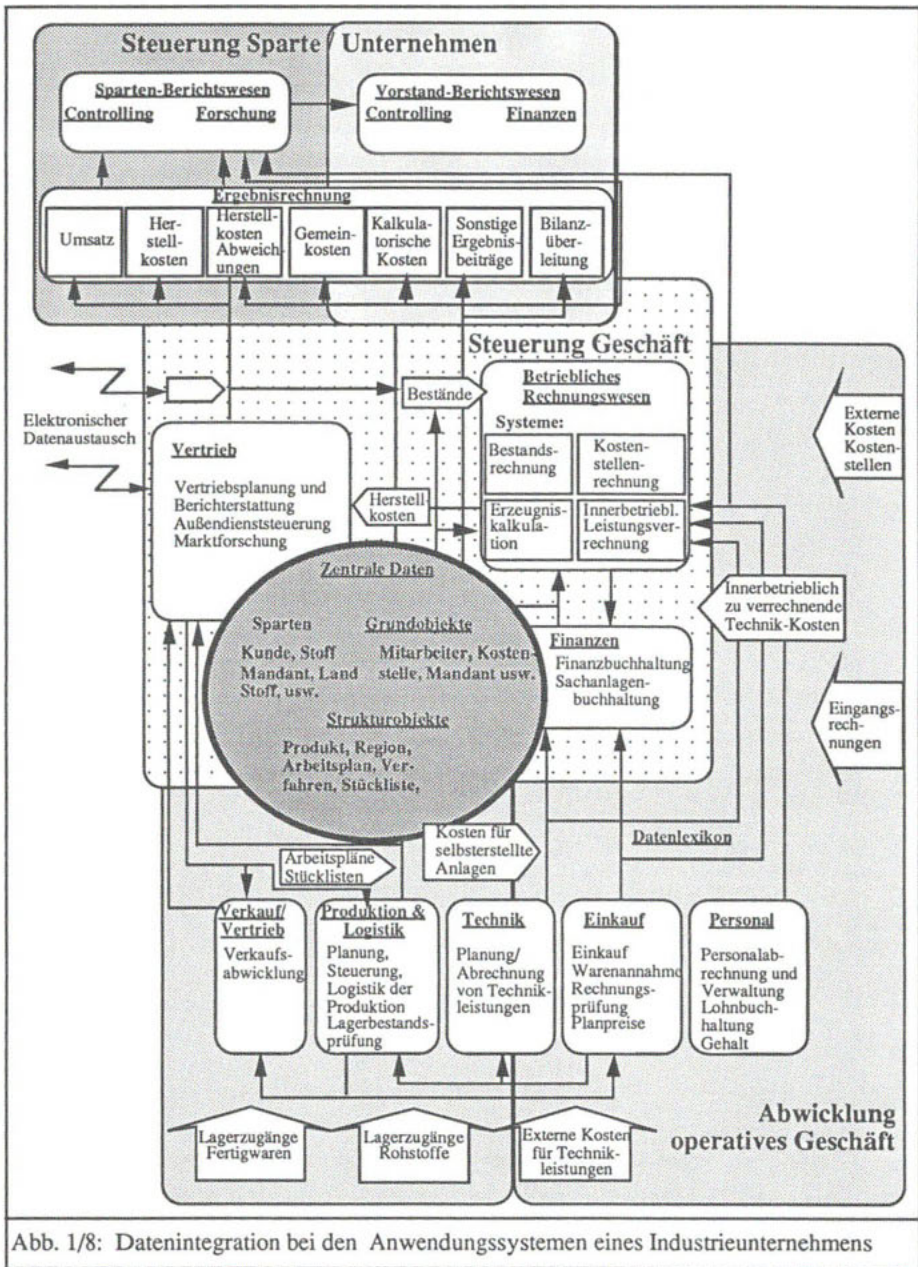 Steuerung Sparte / Unternehmen
Sparten-Berichtswesen
Controlling Forschung
Vorstand-Berichtswesen
Controlling Finanzen
Ergebnisrechnung
Umsatz
Her-
stell-
kosten
Herstell-
kosten
Abweich-
ungen
Gemein-
kosten
Kalkula-
torische
Kosten
Sonstige
Ergebnis-
beiträge
Bilanz-
über-
leitung
Steuerung Geschäft
Elektronischer
Datenaustausch
Bestände
Betriebliches
Rechnungswesen
Systeme:
Bestands-
rechnung
Kosten-
stellen-
rechnung
Erzeugnis-
kalku-
lation
Innerbetriebl.
Leistungsver-
rechnung
Externe
Kosten
Kosten-
stellen
Vertrieb
Vertriebsplanung und
Berichterstattung
Außendienststeuerung
Marktforschung
Herstell
kosten
Zentrale Daten
Sparten
Kunde, Stoff
Mandant, Land
Stoff, usw.
Grundobjekte
Mitarbeiter, Kosten-
stelle, Mandant usw.
Strukturobjekte
Produkt, Region,
Arbeitsplan, Ver-
fahren, Stückliste,
Innerbetrieblich
zu verrechnende
Technik-Kosten
Finanzen
Finanzbuchhaltung
Sachanlagen-
buchhaltung
Eingangs-
rech-
nungen
Arbeitspläne
Stücklisten
Kosten für
selbsterstellte
Anlagen
Datenlexikon
Verkauf/
Vertrieb
Verkaufs-
abwicklung
Produktion &
Logistik
Planung,
Steuerung,
Logistik der
Produktion
Lagerbestands-
prüfung
Technik
Planung/
Abrechnung
von Technik-
leistungen
Einkauf
Einkauf
Warenannahme
Rechnungs-
prüfung
Planpreise
Personal
Personalab-
rechnung und
Verwaltung
Lohnbuch-
haltung
Gehalt
Lagerzugänge
Fertigwaren
Lagerzugänge
Rohstoffe
Externe Kosten
für Technik-
leistungen
Abwicklung
operatives Geschäft
Abb. 1/8: Datenintegration bei den Anwendungssystemen eines Industrieunternehmens